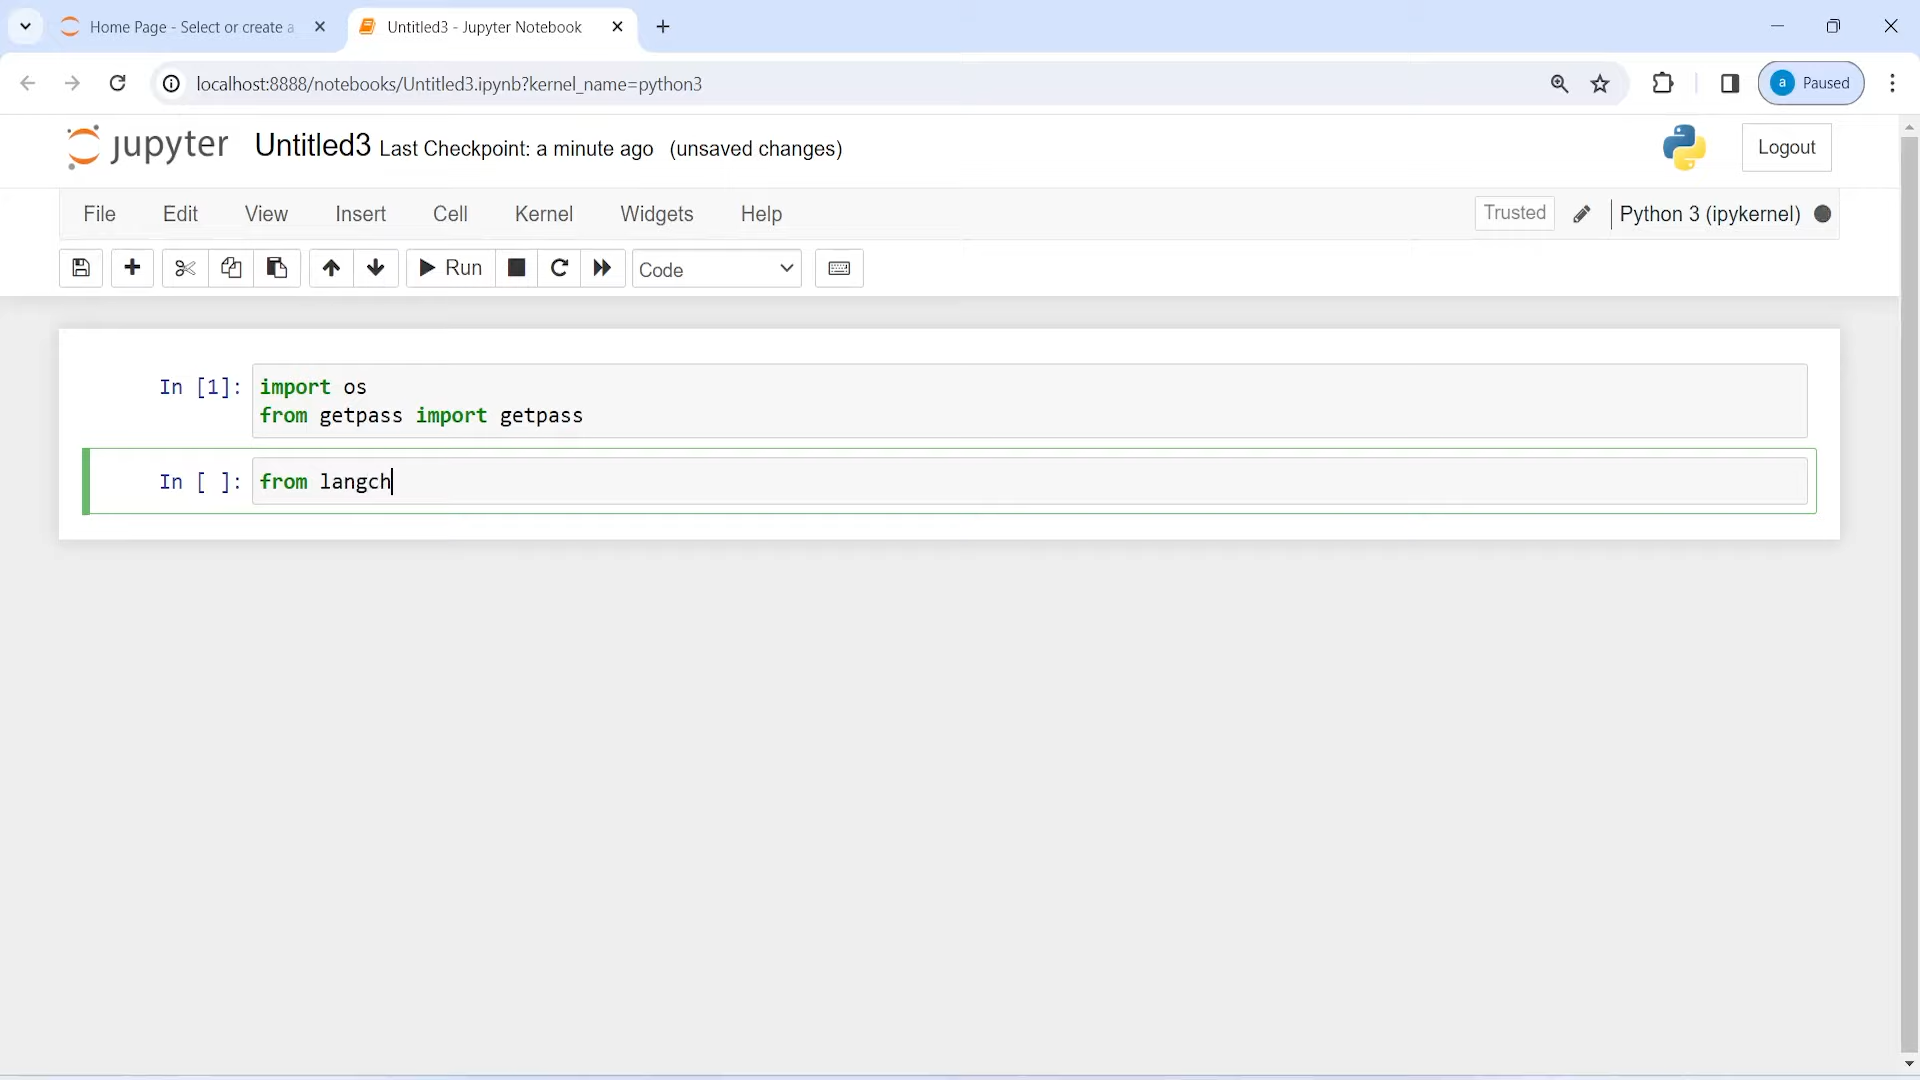 Home Page - Select or create a
Untitled3 - Jupyter Notebook
localhost:8888/notebooks/Untitled3.ipynb?kernel_name=python3
a Paused
jupyter Untitled3 Last Checkpoint: a minute ago (unsaved changes)
Logout
File Edit View Insert Cell Kernel Widgets Help
Trusted Python 3 (ipykernel)
Run Code
In [1]: import os
from getpass import getpass
In [ ]: from langch